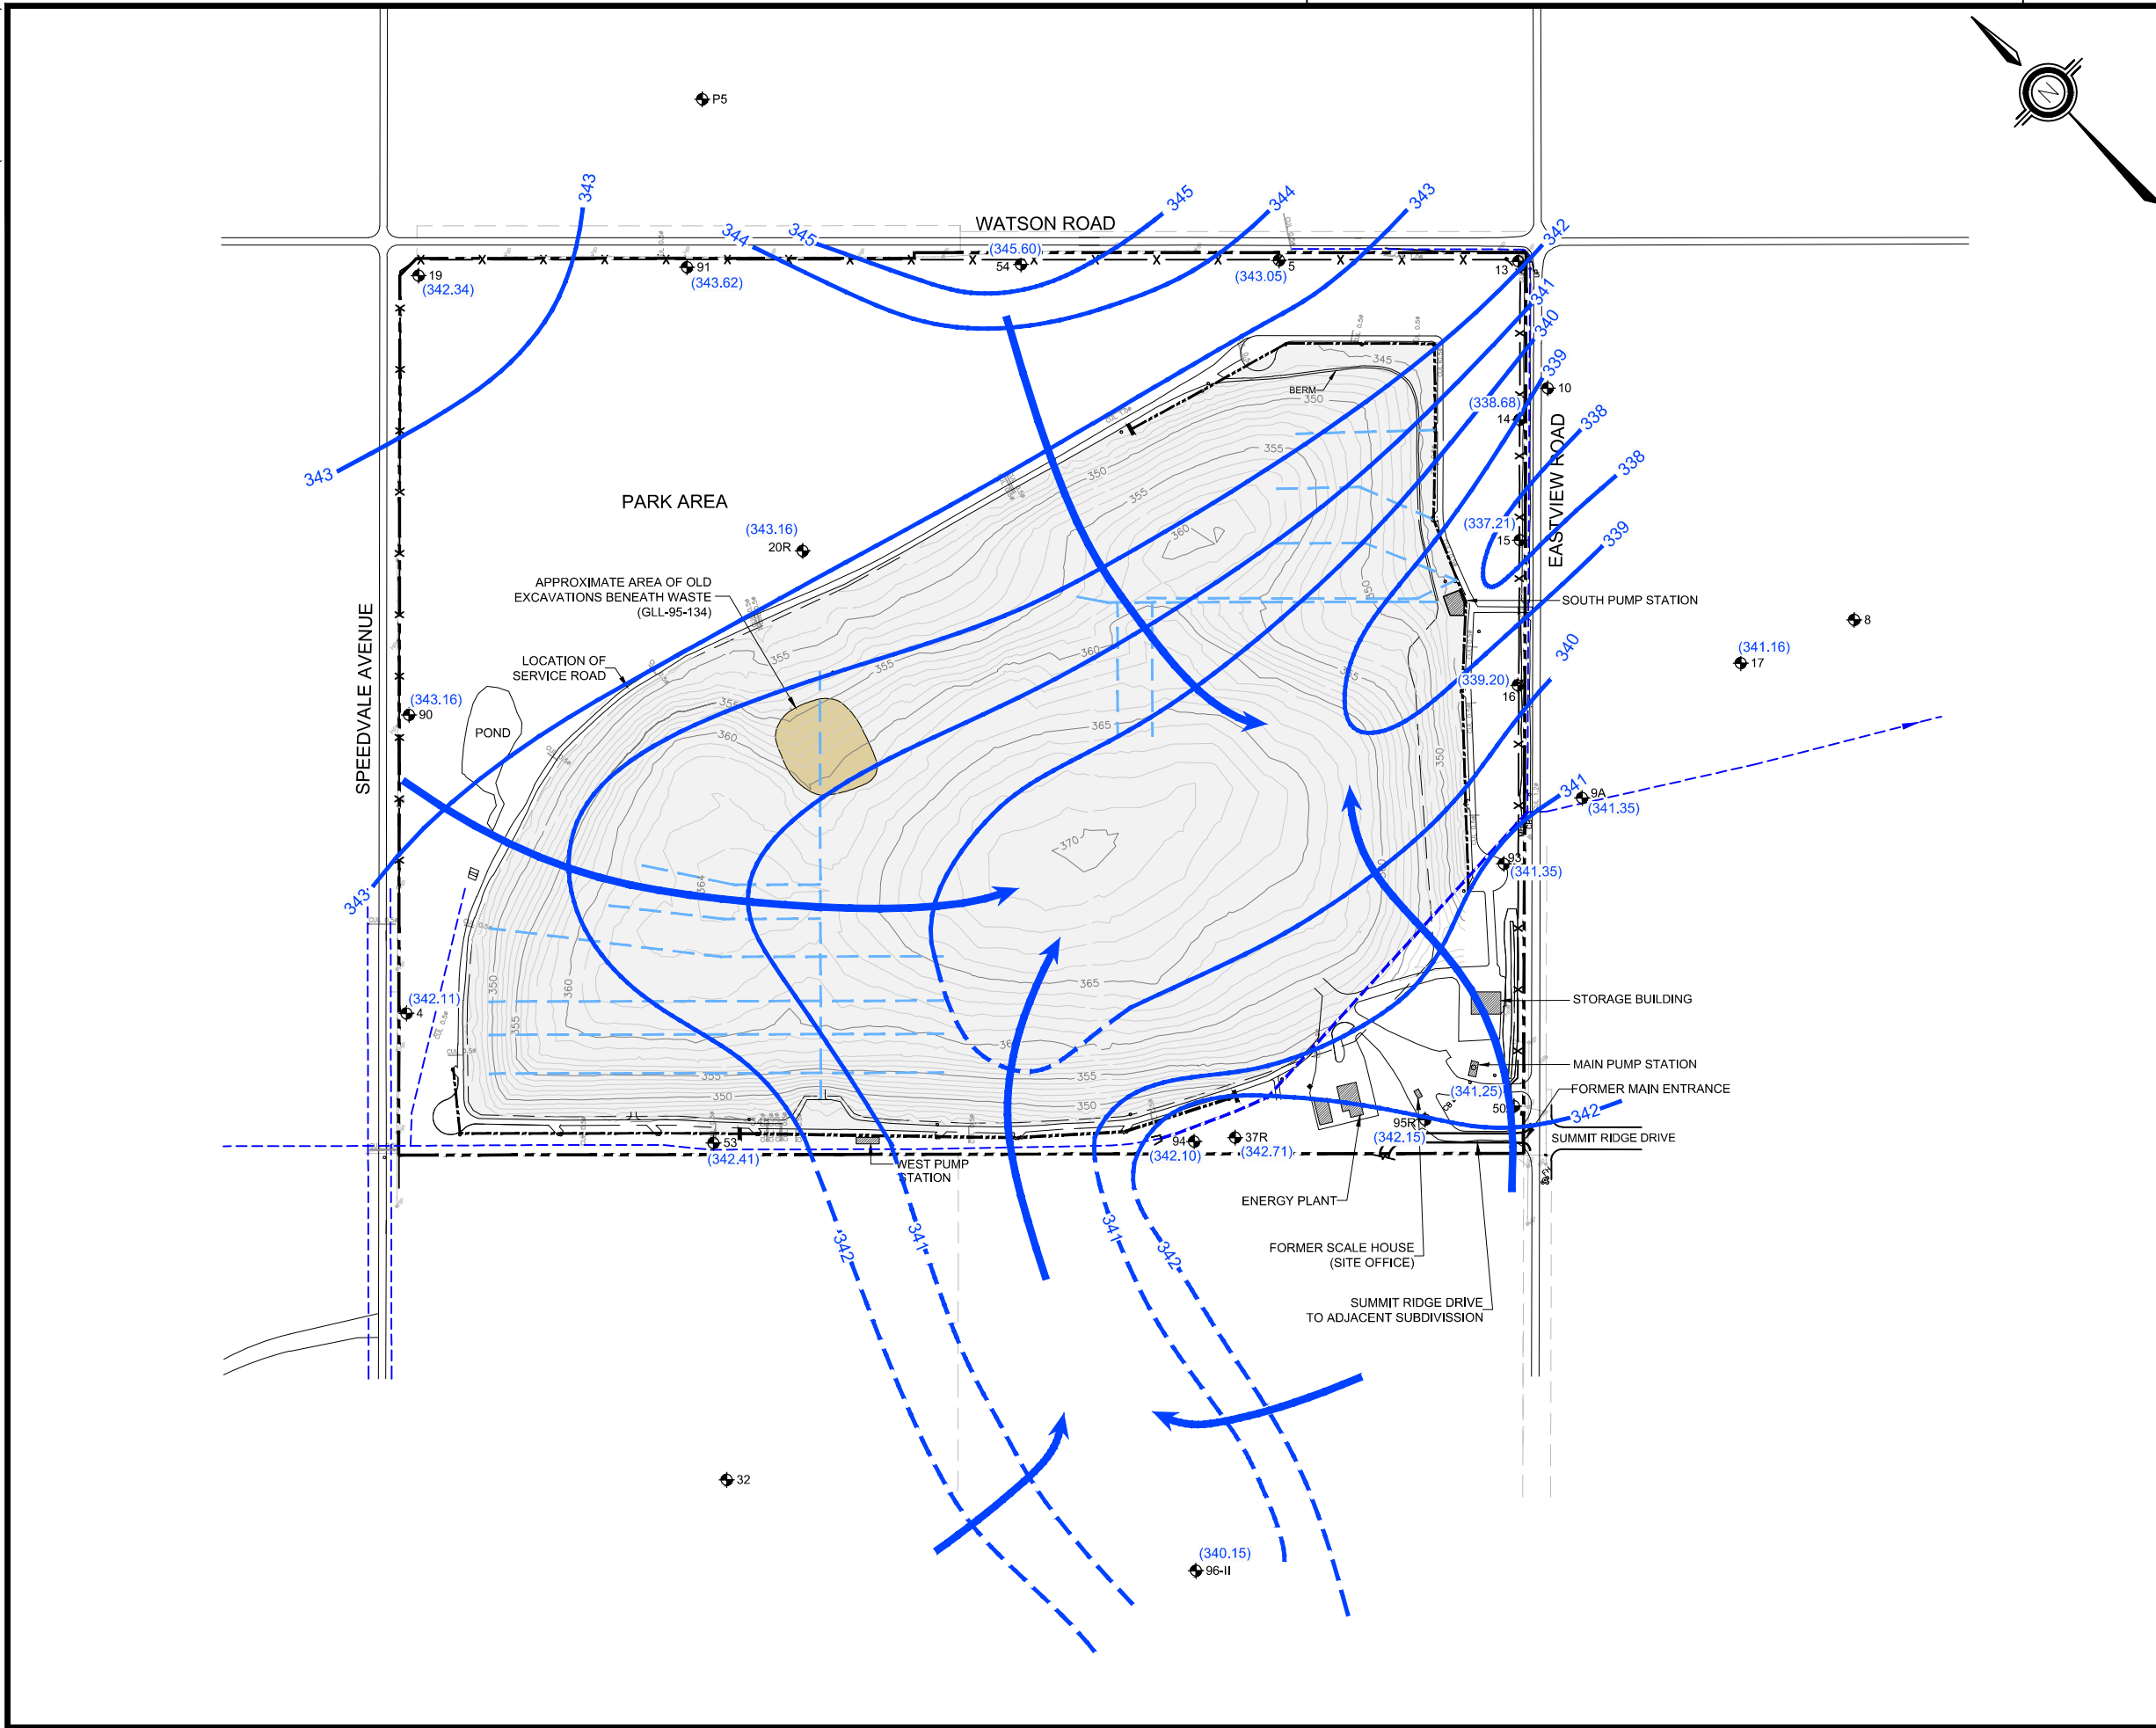 N
P5
343
345
344
343
WATSON ROAD
342
344
345
(345.60)
54
5
(343.05)
13
19
(342.34)
91
(343.62)
341
340
345
339
BERM
350
10
(338.68)
14
338
338
343
355
350
355
PARK AREA
(343.16)
20R
360
(337.21)
15
EASTVIEW ROAD
339
350
APPROXIMATE AREA OF OLD
EXCAVATIONS BENEATH WASTE
(GLL-95-134)
SOUTH PUMP STATION
8
SPEEDVALE AVENUE
LOCATION OF
SERVICE ROAD
355
355
360
340
(341.16)
17
(339.20)
16
(343.16)
90
POND
355
360
365
350
341
9A
(341.35)
370
93
(341.35)
364
343
365
(342.11)
4
350
360
355
STORAGE BUILDING
MAIN PUMP STATION
355
355
350
350
(341.25)
50
FORMER MAIN ENTRANCE
342
CB
95R
(342.15)
SUMMIT RIDGE DRIVE
53
(342.41)
94
(342.10)
37R
(342.71)
WEST PUMP
STATION
ENERGY PLANT
342
341
341
342
FORMER SCALE HOUSE
(SITE OFFICE)
SUMMIT RIDGE DRIVE
TO ADJACENT SUBDIVISSION
32
(340.15)
96-II